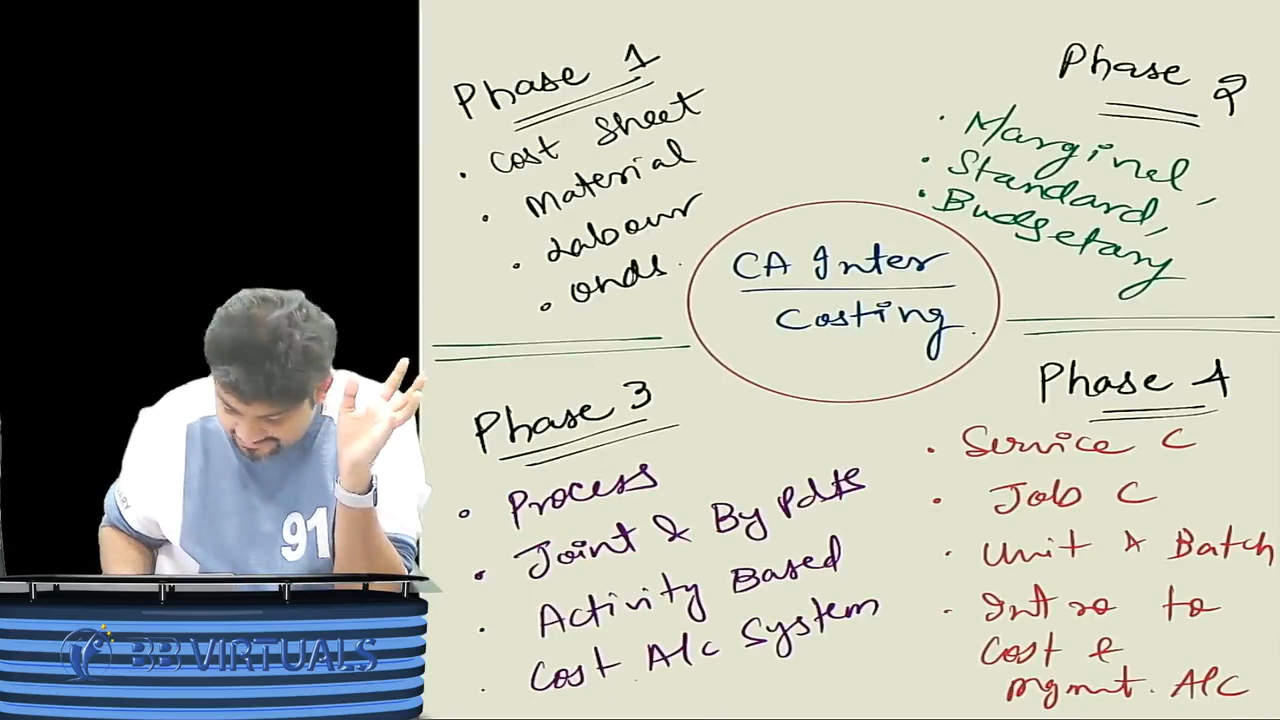 Phase 1
• Cost Sheet
• Material
• Labour
• OHDs.
Phase 2
• Marginal,
• Standard,
• Budgetary
CA Inter
Costing.
Phase 3
• Process
• Joint & By Pdts
• Activity Based
• Cost A/c System
Phase 4
• Service C
• Job C
• Unit & Batch
• Intro to
Cost &
Mgmt. A/C
91
BB VIRTUALS